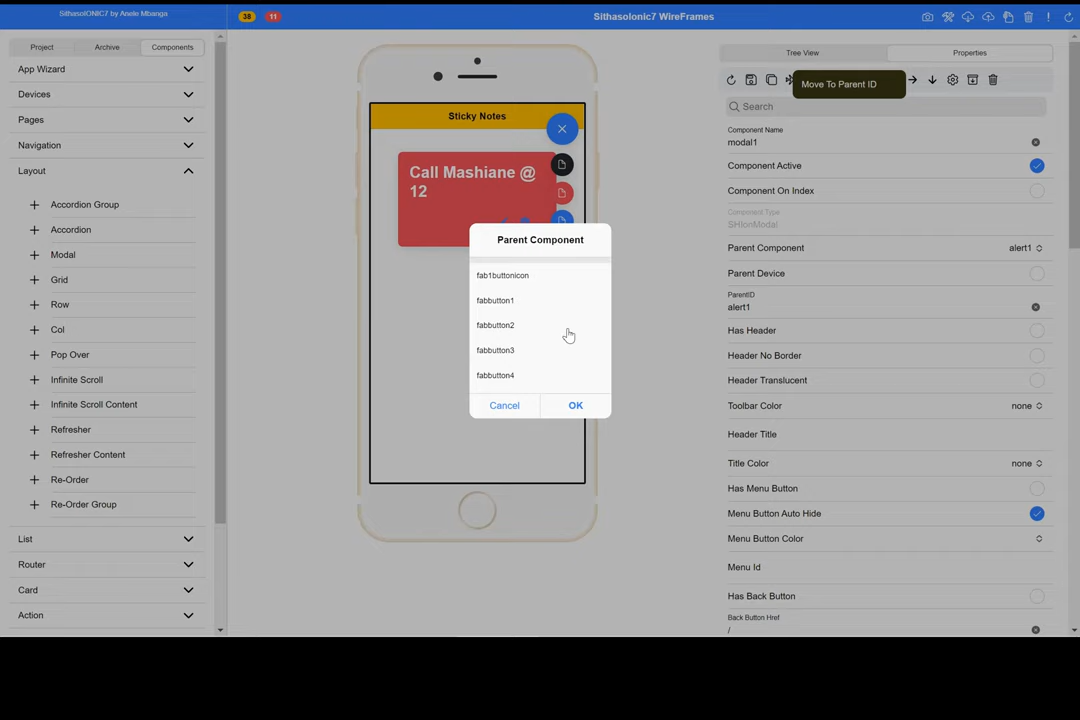 SithasoIONIC7 by Anele Mbanga
38
11
SithasoIonic7 WireFrames
Project
Archive
Components
App Wizard
Devices
Pages
Navigation
Layout
Accordion Group
Accordion
Modal
Grid
Row
Col
Pop Over
Infinite Scroll
Infinite Scroll Content
Refresher
Refresher Content
Re-Order
Re-Order Group
List
Router
Card
Action
Sticky Notes
Call Mashiane @
12
Parent Component
fab1buttonicon
fabbutton1
fabbutton2
fabbutton3
fabbutton4
Cancel
OK
Tree View
Properties
Move To Parent ID
Search
Component Name
modal1
Component Active
Component On Index
Component Type
SHIonModal
Parent Component
alert1
Parent Device
ParentID
alert1
Has Header
Header No Border
Header Translucent
Toolbar Color
none
Header Title
Title Color
none
Has Menu Button
Menu Button Auto Hide
Menu Button Color
Menu Id
Has Back Button
Back Button Href
/